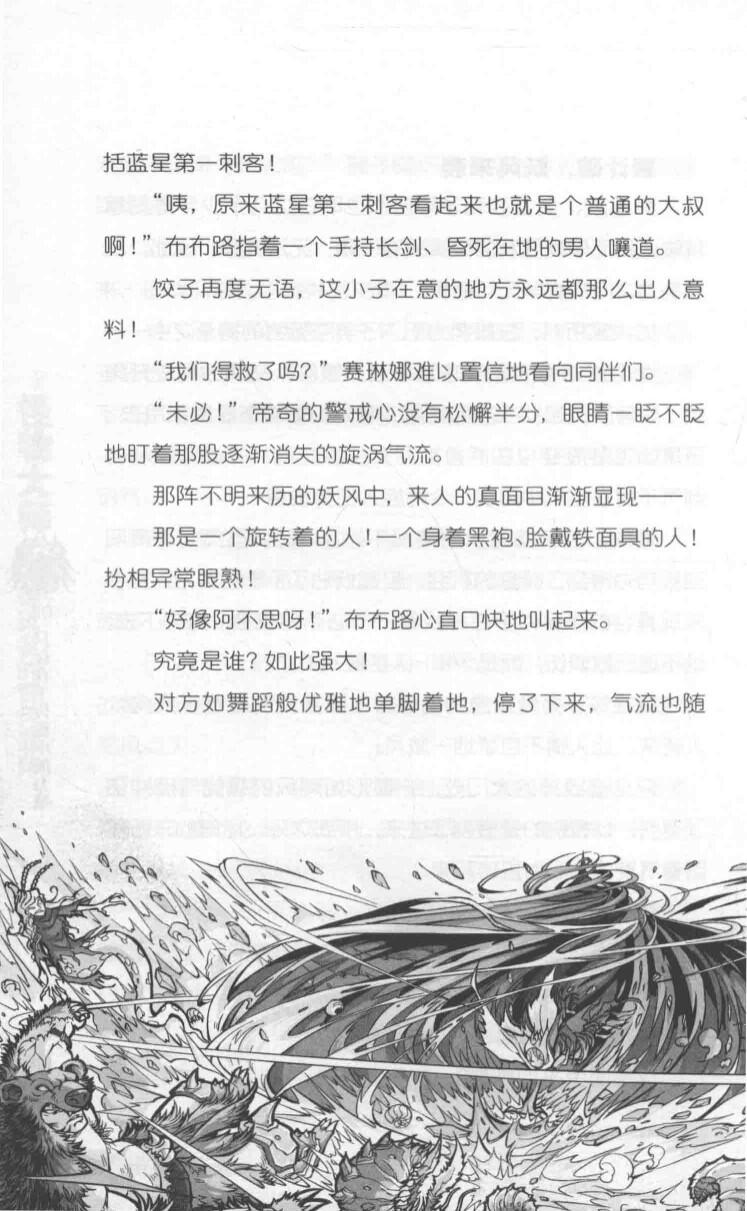 括蓝星第一刺客！
“咦，原来蓝星第一刺客看起来也就是个普通的大叔
啊！”布布路指着一个手持长剑、昏死在地的男人嚷道。
饺子再度无语，这小子在意的地方永远都那么出人意
料！
“我们得救了吗？”赛琳娜难以置信地看向同伴们。
“未必！”帝奇的警戒心没有松懈半分，眼睛一眨不眨
地盯着那股逐渐消失的旋涡气流。
那阵不明来历的妖风中，来人的真面目渐渐显现——
那是一个旋转着的人！一个身着黑袍、脸戴铁面具的人！
扮相异常眼熟！
“好像阿不思呀！”布布路心直口快地叫起来。
究竟是谁？如此强大！
对方如舞蹈般优雅地单脚着地，停了下来，气流也随